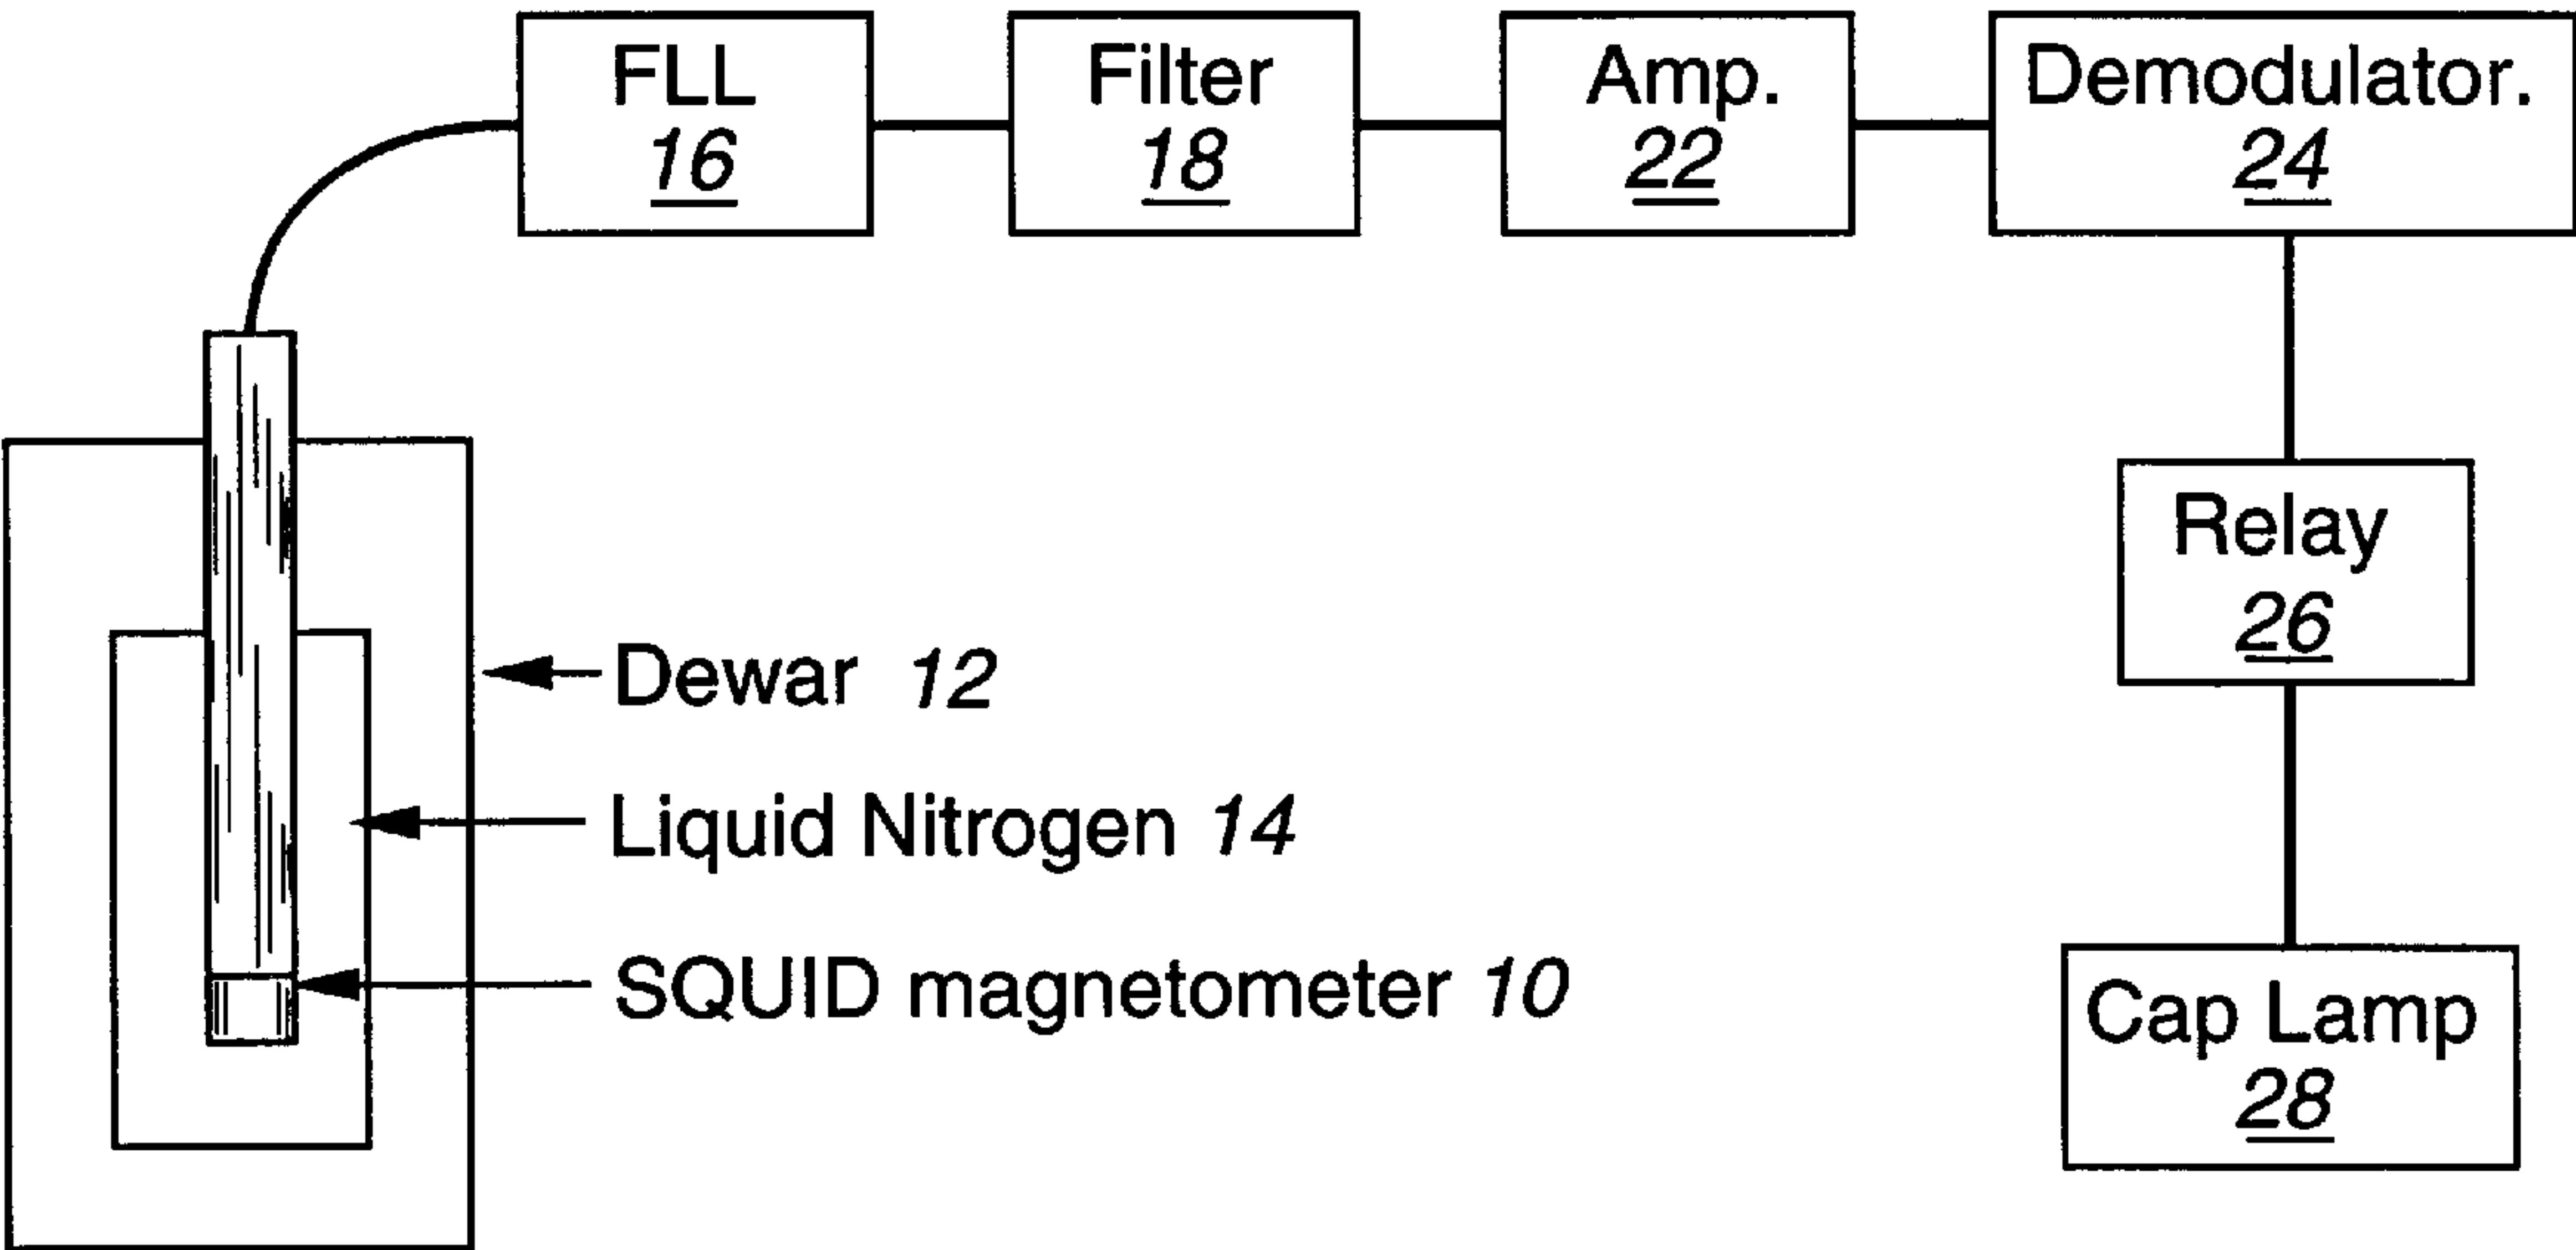 FLL
16
Filter
18
Amp.
22
Demodulator.
24
Relay
26
Dewar 12
Liquid Nitrogen 14
SQUID magnetometer 10
Cap Lamp
28